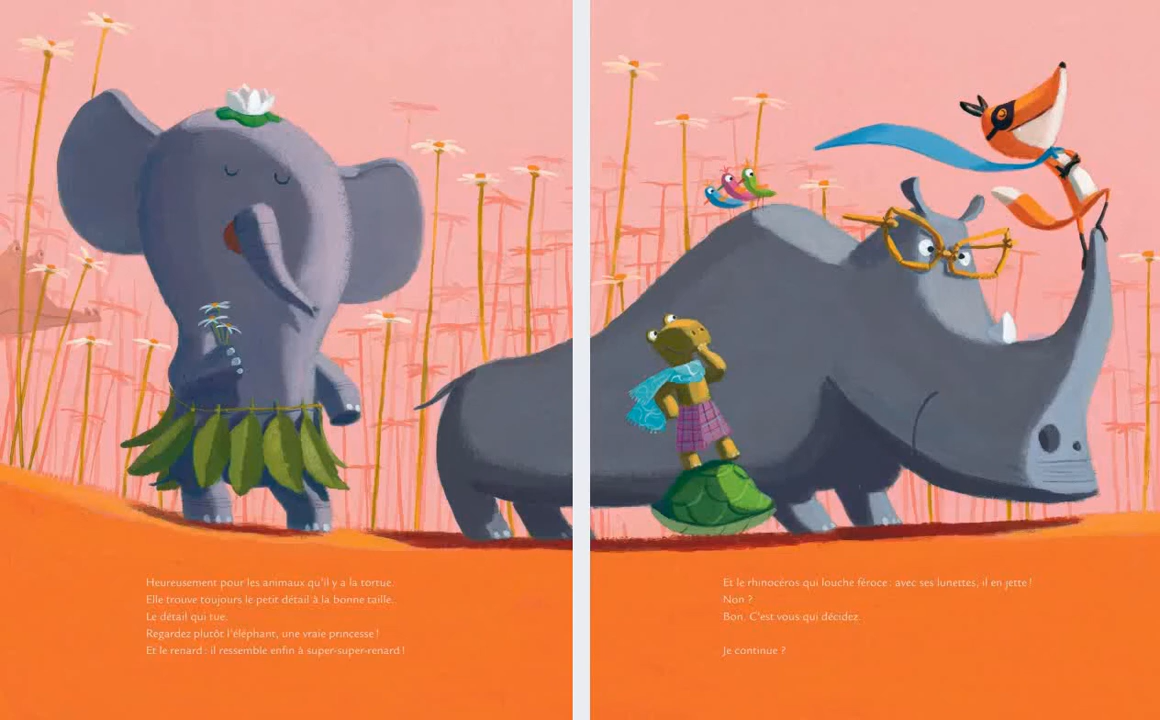 Heureusement pour les animaux qu'il y a la tortue.
Elle trouve toujours le petit détail à la bonne taille.
Le détail qui tue.
Regardez plutôt l'éléphant, une vraie princesse !
Et le renard : il ressemble enfin à super-super-renard !
Et le rhinocéros qui louche féroce : avec ses lunettes, il en jette !
Non ?
Bon. C'est vous qui décidez.
Je continue ?